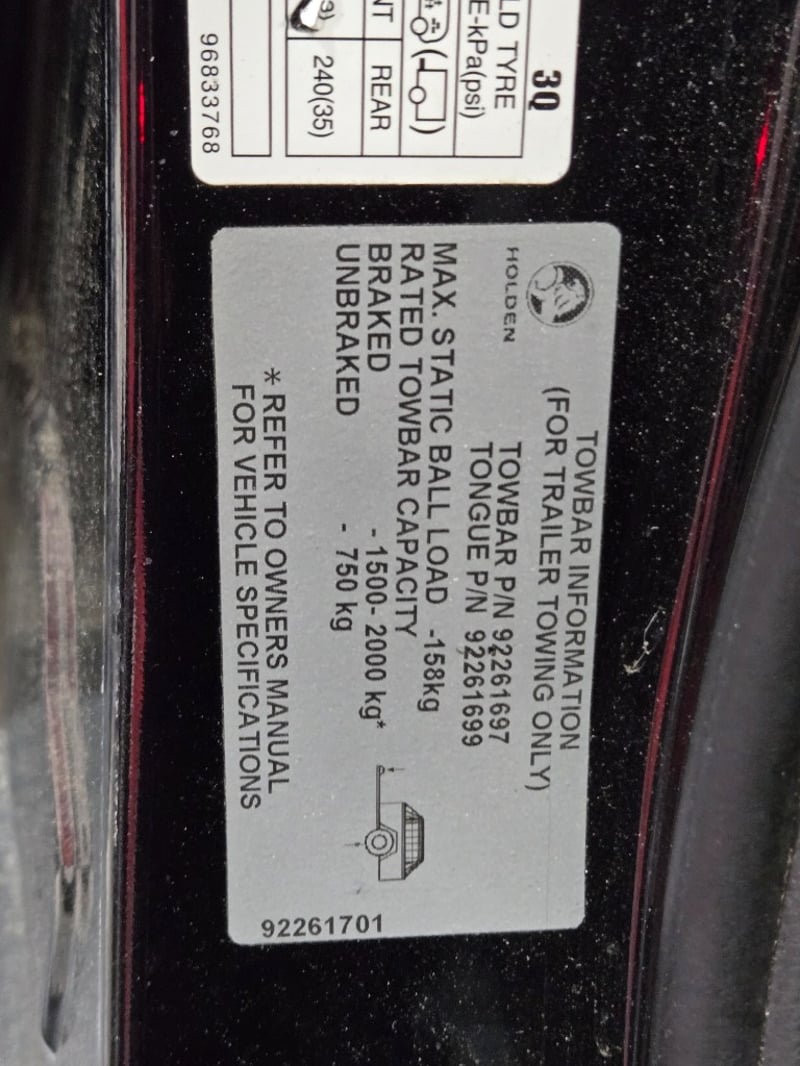 3Q
LD TYRE
E-kPa(psi)
NT
REAR
3)
240(35)
96833768
HOLDEN
TOWBAR INFORMATION
(FOR TRAILER TOWING ONLY)
TOWBAR P/N 92261697
TONGUE P/N 92261699
MAX. STATIC BALL LOAD -158kg
RATED TOWBAR CAPACITY
BRAKED - 1500- 2000 kg*
UNBRAKED - 750 kg
* REFER TO OWNERS MANUAL
FOR VEHICLE SPECIFICATIONS
92261701